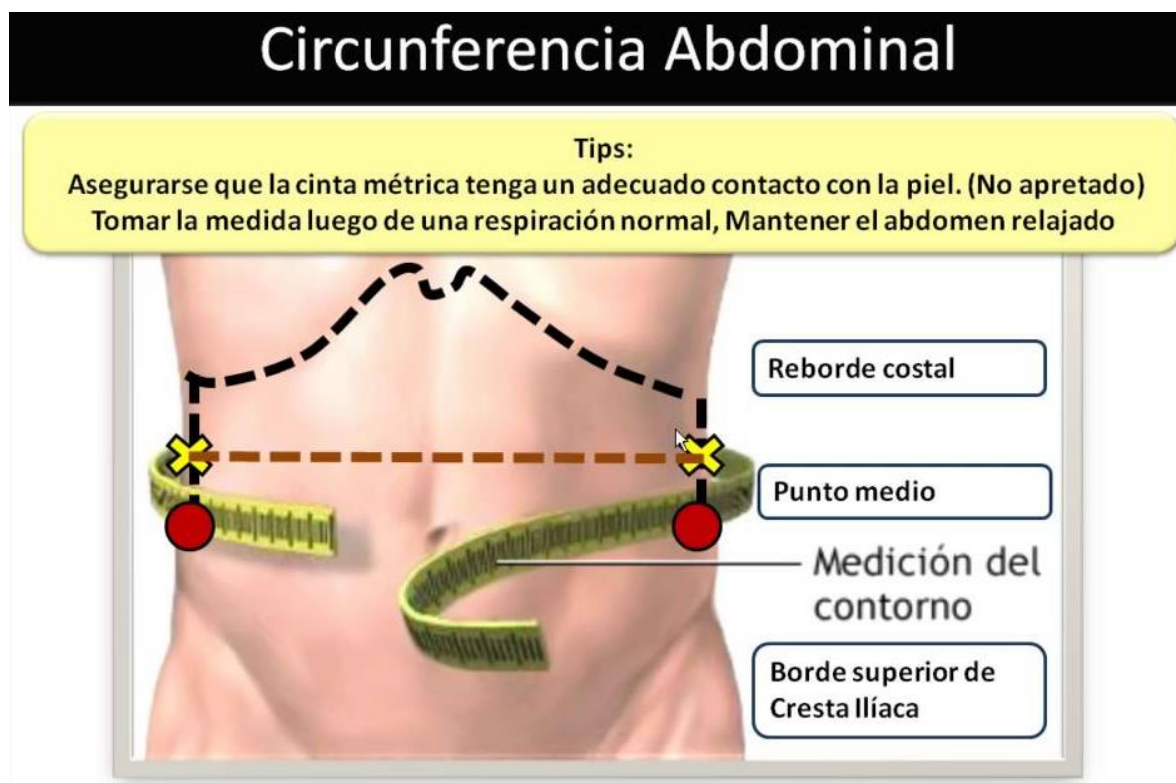 Circunferencia Abdominal
Tips:
Asegurarse que la cinta métrica tenga un adecuado contacto con la piel. (No apretado)
Tomar la medida luego de una respiración normal, Mantener el abdomen relajado
Reborde costal
Punto medio
Medición del
contorno
Borde superior de
Cresta Ilíaca